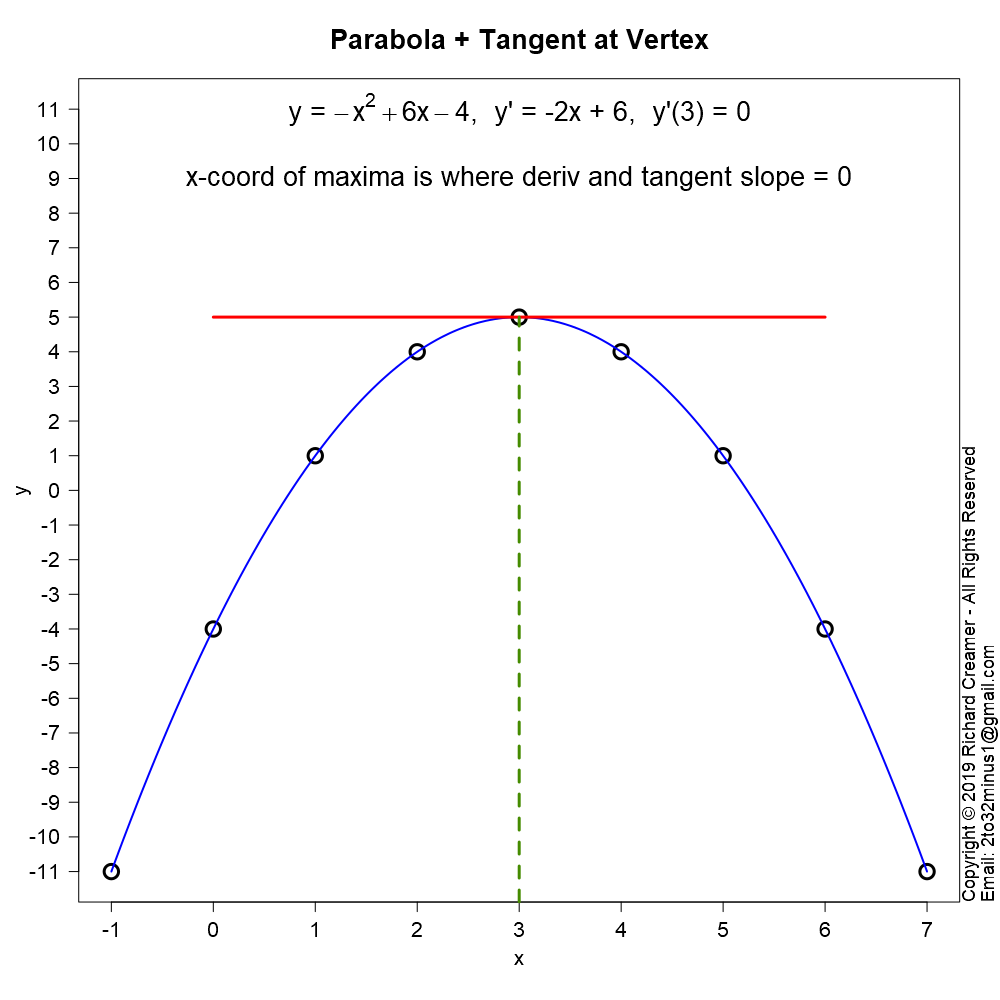 Parabola + Tangent at Vertex
y = −x² + 6x − 4,  y' = -2x + 6,  y'(3) = 0
x-coord of maxima is where deriv and tangent slope = 0
11
10
9
8
7
6
5
4
3
2
1
0
-1
-2
-3
-4
-5
-6
-7
-8
-9
-10
-11
y
-1 0 1 2 3 4 5 6 7
x
Copyright © 2019 Richard Creamer - All Rights Reserved
Email: 2to32minus1@gmail.com